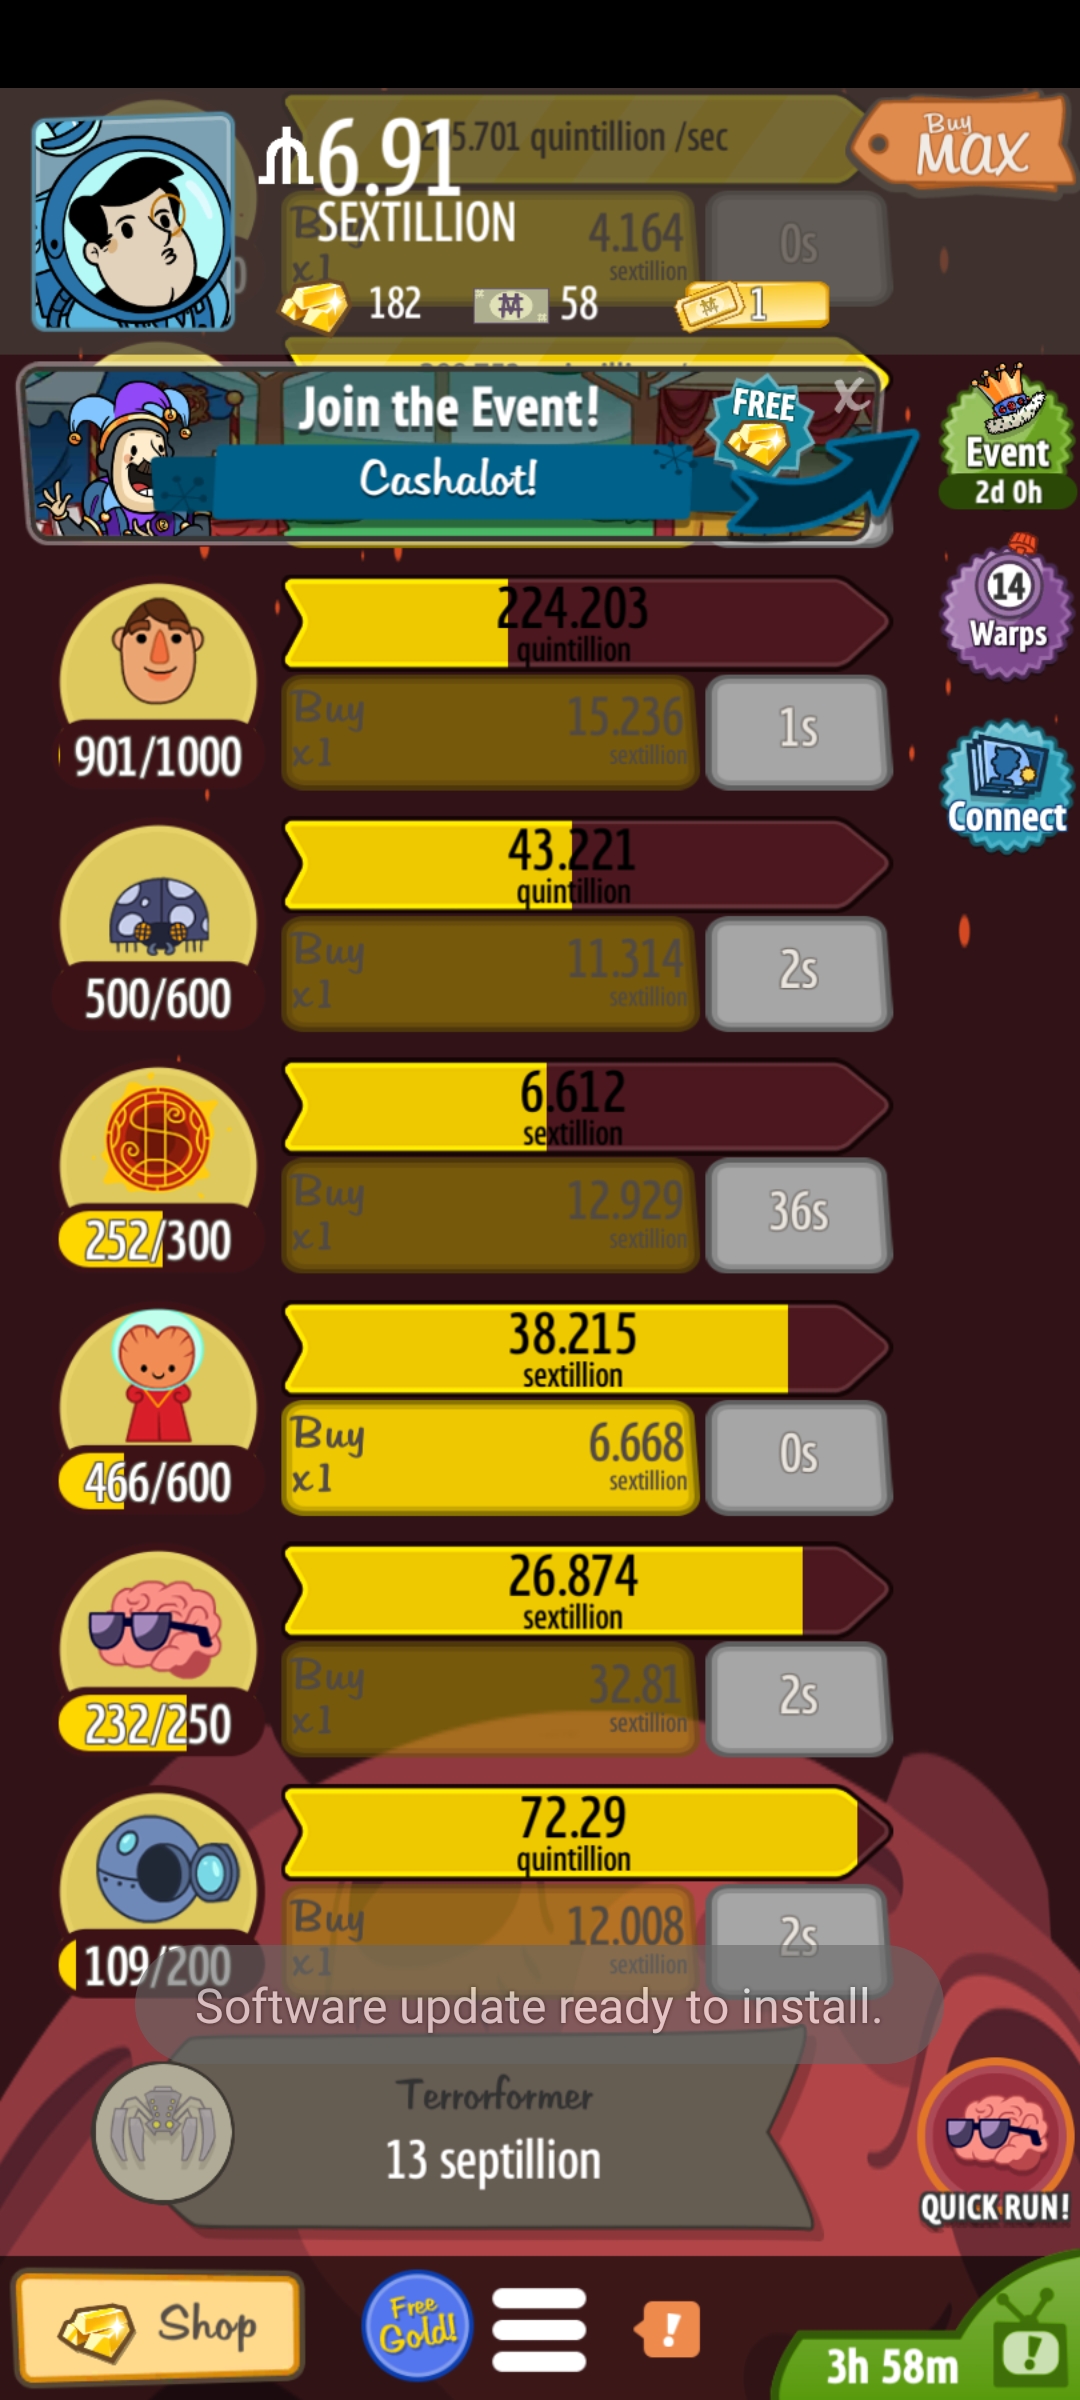 205.701 quintillion /sec
6.91
SEXTILLION
Buy
MAX
Buy
x1
4.164
sextillion
0s
182
58
1
Join the Event!
FREE
X
Cashalot!
Event
2d 0h
14
Warps
Connect
224.203
quintillion
Buy
x1
15.236
sextillion
1s
901/1000
43.221
quintillion
Buy
x1
11.314
sextillion
2s
500/600
6.612
sextillion
Buy
x1
12.929
sextillion
36s
252/300
38.215
sextillion
Buy
x1
6.668
sextillion
0s
466/600
26.874
sextillion
Buy
x1
32.81
sextillion
2s
232/250
72.29
quintillion
Buy
x1
12.008
sextillion
2s
109/200
Software update ready to install.
Terrorformer
13 septillion
QUICK RUN!
Shop
Free
Gold!
!
3h 58m
!